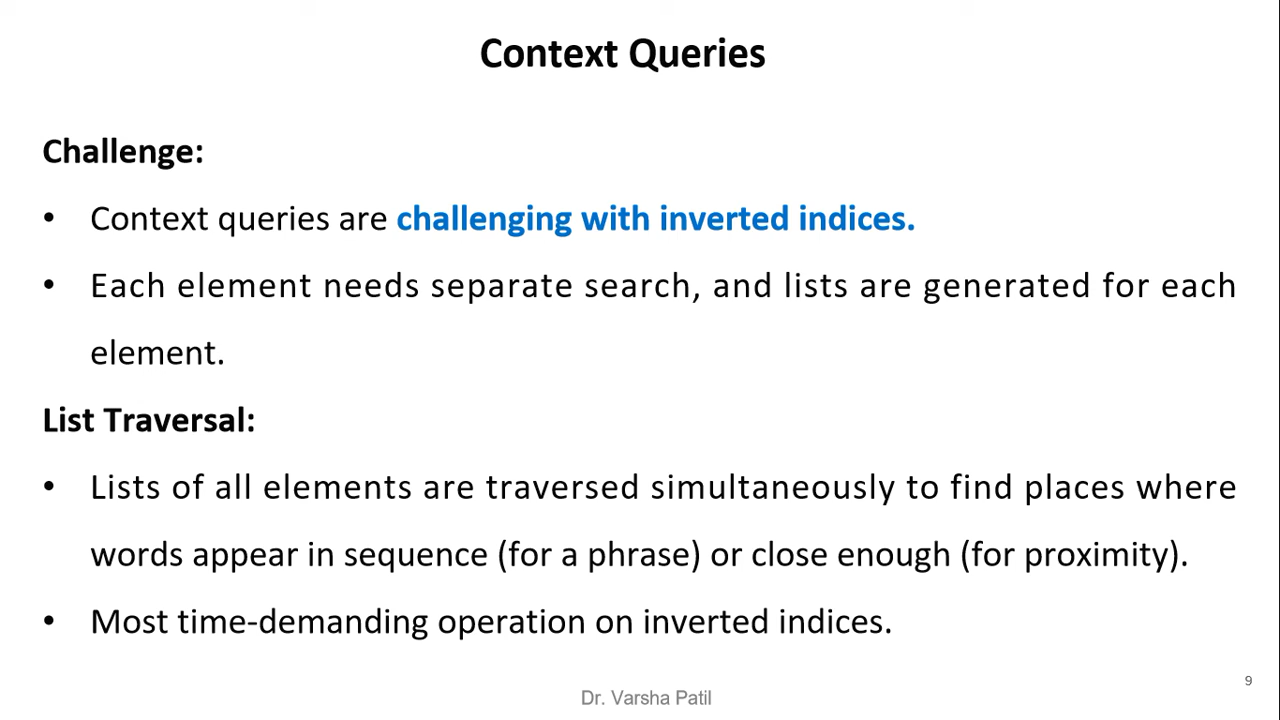 Context Queries
Challenge:
• Context queries are challenging with inverted indices.
• Each element needs separate search, and lists are generated for each
element.
List Traversal:
• Lists of all elements are traversed simultaneously to find places where
words appear in sequence (for a phrase) or close enough (for proximity).
• Most time-demanding operation on inverted indices.
9
Dr. Varsha Patil